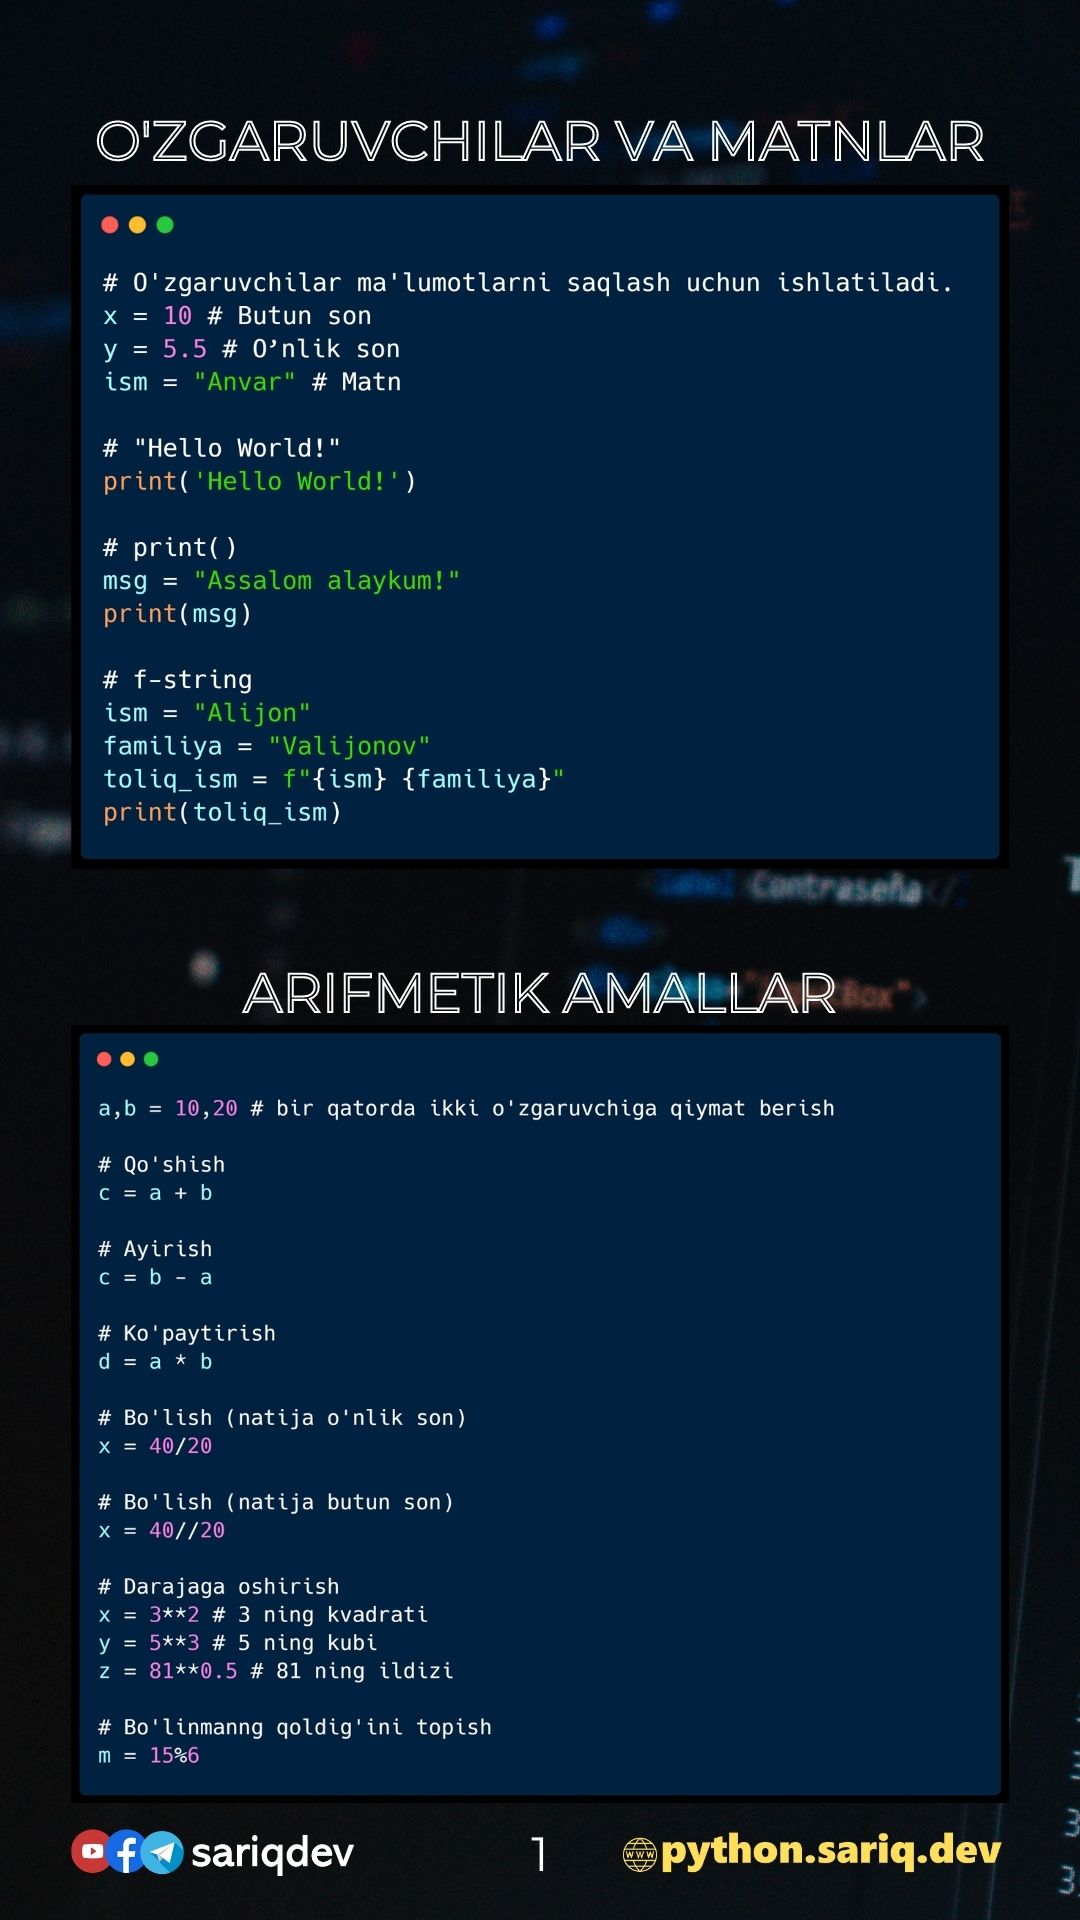 O'ZGARUVCHILAR VA MATNLAR
# O'zgaruvchilar ma'lumotlarni saqlash uchun ishlatiladi.
x = 10 # Butun son
y = 5.5 # O’nlik son
ism = "Anvar" # Matn
# "Hello World!"
print('Hello World!')
# print()
msg = "Assalom alaykum!"
print(msg)
# f-string
ism = "Alijon"
familiya = "Valijonov"
toliq_ism = f"{ism} {familiya}"
print(toliq_ism)
Contraseña</
Box">
ARIFMETIK AMALLAR
a,b = 10,20 # bir qatorda ikki o'zgaruvchiga qiymat berish
# Qo'shish
c = a + b
# Ayirish
c = b - a
# Ko'paytirish
d = a * b
# Bo'lish (natija o'nlik son)
x = 40/20
# Bo'lish (natija butun son)
x = 40//20
# Darajaga oshirish
x = 3**2 # 3 ning kvadrati
y = 5**3 # 5 ning kubi
z = 81**0.5 # 81 ning ildizi
# Bo'linmanng qoldig'ini topish
m = 15%6
sariqdev
1
www python.sariq.dev